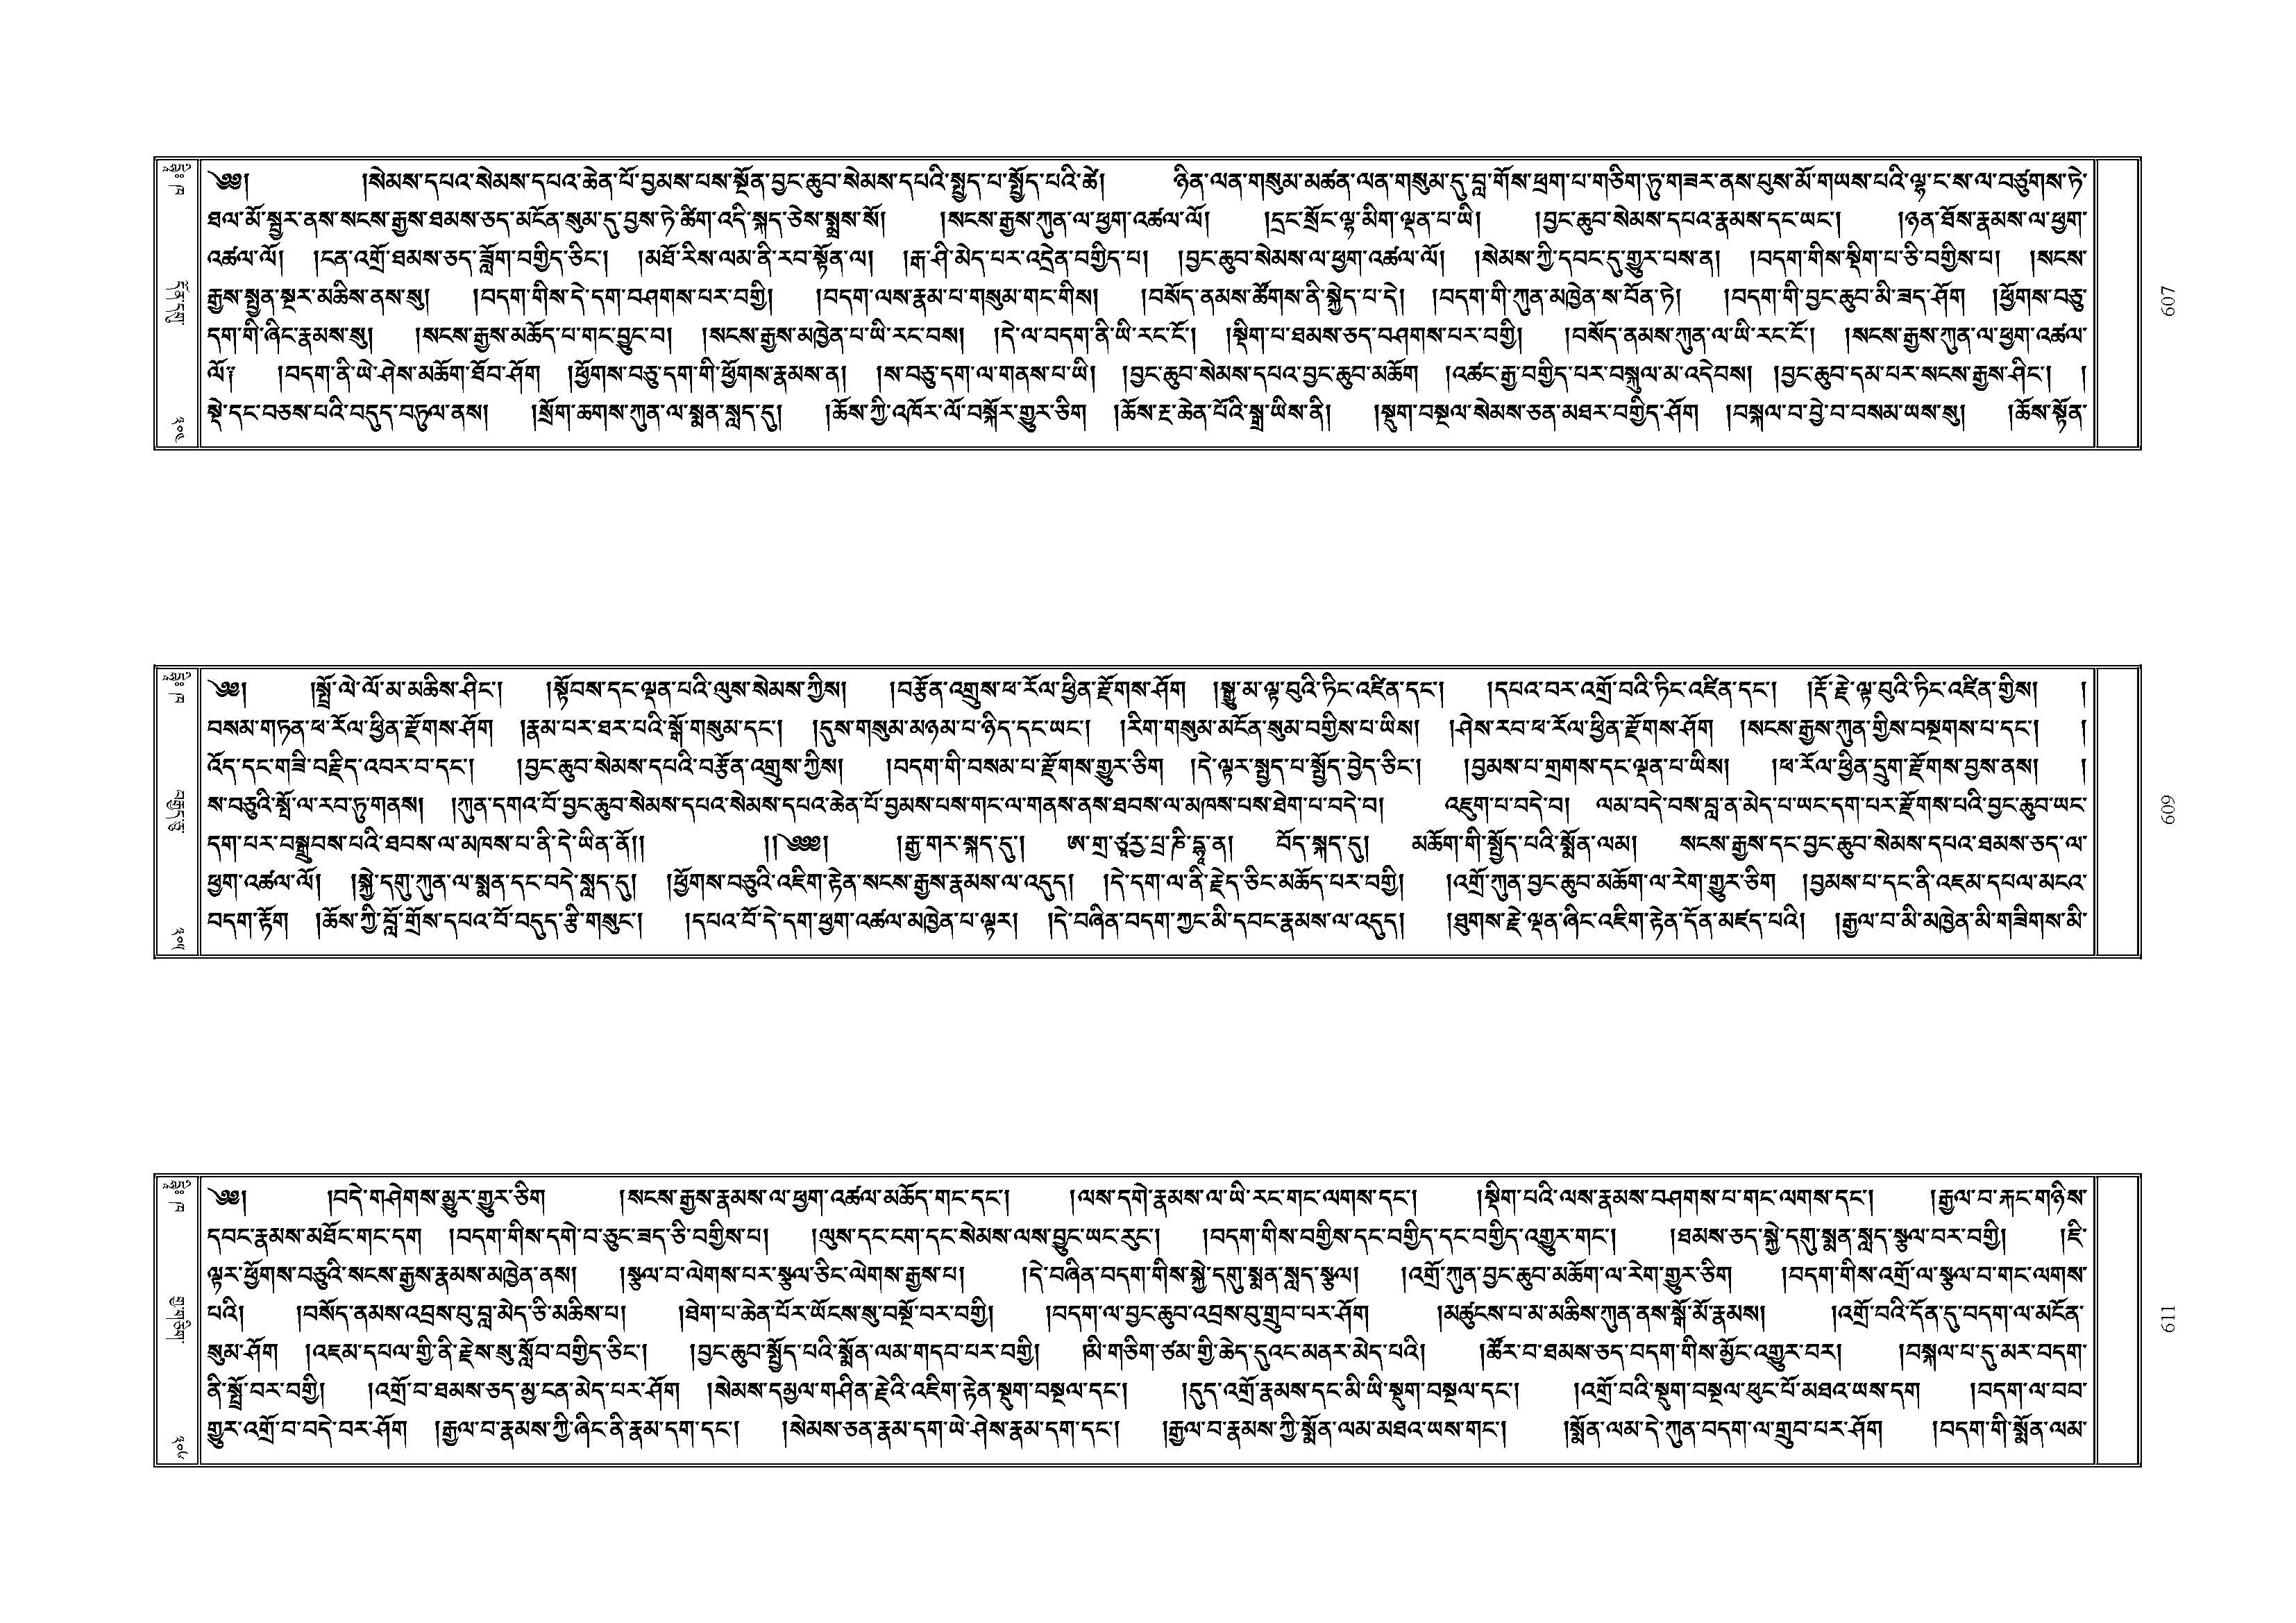 ༄༅། །སེམས་དཔའ་སེམས་དཔའ་ཆེན་པོ་བྱམས་པས་སྔོན་བྱང་ཆུབ་སེམས་དཔའི་སྤྱད་པ་སྤྱོད་པའི་ཚེ། ཉིན་ལན་གསུམ་མཚན་ལན་གསུམ་དུ་བླ་གོས་ཕྲག་པ་གཅིག་ཏུ་གཟར་ནས་པུས་མོ་གཡས་པའི་ལྷ་ང་ས་ལ་བཙུགས་ཏེ་
ཐལ་མོ་སྦྱར་ནས་སངས་རྒྱས་ཐམས་ཅད་མངོན་སུམ་དུ་བྱས་ཏེ་ཚིག་འདི་སྐད་ཅེས་སྨྲས་སོ། །སངས་རྒྱས་ཀུན་ལ་ཕྱག་འཚལ་ལོ། །དྲང་སྲོང་ལྷ་མིག་ལྡན་པ་ཡི། །བྱང་ཆུབ་སེམས་དཔའ་རྣམས་དང་ཡང་། །ཉན་ཐོས་རྣམས་ལ་ཕྱག་
འཚལ་ལོ། །ངན་འགྲོ་ཐམས་ཅད་ཟློག་བགྱིད་ཅིང་། །མཐོ་རིས་ལམ་ནི་རབ་སྟོན་ལ། །རྒ་ཤི་མེད་པར་འདྲེན་བགྱིད་པ། །བྱང་ཆུབ་སེམས་ལ་ཕྱག་འཚལ་ལོ། །སེམས་ཀྱི་དབང་དུ་གྱུར་པས་ན། །བདག་གིས་སྡིག་པ་ཅི་བགྱིས་པ། །སངས་
རྒྱས་སྤྱན་སྔར་མཆིས་ནས་སུ། །བདག་གིས་དེ་དག་བཤགས་པར་བགྱི། །བདག་ལས་རྣམ་པ་གསུམ་གང་གིས། །བསོད་ནམས་ཚོགས་ནི་སྐྱེད་པ་དེ། །བདག་གི་ཀུན་མཁྱེན་ས་བོན་ཏེ། །བདག་གི་བྱང་ཆུབ་མི་ཟད་ཤོག །ཕྱོགས་བཅུ་
དག་གི་ཞིང་རྣམས་སུ། །སངས་རྒྱས་མཆོད་པ་གང་བྱུང་བ། །སངས་རྒྱས་མཁྱེན་པ་ཡི་རང་བས། །དེ་ལ་བདག་ནི་ཡི་རང་ངོ་། །སྡིག་པ་ཐམས་ཅད་བཤགས་པར་བགྱི། །བསོད་ནམས་ཀུན་ལ་ཡི་རང་ངོ་། །སངས་རྒྱས་ཀུན་ལ་ཕྱག་འཚལ་
ལོ༑ །བདག་ནི་ཡེ་ཤེས་མཆོག་ཐོབ་ཤོག །ཕྱོགས་བཅུ་དག་གི་ཕྱོགས་རྣམས་ན། །ས་བཅུ་དག་ལ་གནས་པ་ཡི། །བྱང་ཆུབ་སེམས་དཔའ་བྱང་ཆུབ་མཆོག །འཚང་རྒྱ་བགྱིད་པར་བསྐུལ་མ་འདེབས། །བྱང་ཆུབ་དམ་པར་སངས་རྒྱས་ཤིང་། །
སྡེ་དང་བཅས་པའི་བདུད་བཏུལ་ནས། །སྲོག་ཆགས་ཀུན་ལ་སྨན་སླད་དུ། །ཆོས་ཀྱི་འཁོར་ལོ་བསྐོར་གྱུར་ཅིག །ཆོས་རྔ་ཆེན་པོའི་སྒྲ་ཡིས་ནི། །སྡུག་བསྔལ་སེམས་ཅན་མཐར་བགྱིད་ཤོག །བསྐལ་བ་བྱེ་བ་བསམ་ཡས་སུ། །ཆོས་སྟོན་
དོན་དགུ་
༣༠༤
607
༄༅། །སྤྲོ་ལེ་ལོ་མ་མཆིས་ཤིང་། །སྟོབས་དང་ལྡན་པའི་ལུས་སེམས་ཀྱིས། །བརྩོན་འགྲུས་ཕ་རོལ་ཕྱིན་རྫོགས་ཤོག །སྒྱུ་མ་ལྟ་བུའི་ཏིང་འཛིན་དང་། །དཔའ་བར་འགྲོ་བའི་ཏིང་འཛིན་དང་། །རྡོ་རྗེ་ལྟ་བུའི་ཏིང་འཛིན་གྱིས། །
བསམ་གཏན་ཕ་རོལ་ཕྱིན་རྫོགས་ཤོག །རྣམ་པར་ཐར་པའི་སྒོ་གསུམ་དང་། །དུས་གསུམ་མཉམ་པ་ཉིད་དང་ཡང་། །རིག་གསུམ་མངོན་སུམ་བགྱིས་པ་ཡིས། །ཤེས་རབ་ཕ་རོལ་ཕྱིན་རྫོགས་ཤོག །སངས་རྒྱས་ཀུན་གྱིས་བསྔགས་པ་དང་། །
འོད་དང་གཟི་བརྗིད་འབར་བ་དང་། །བྱང་ཆུབ་སེམས་དཔའི་བརྩོན་འགྲུས་ཀྱིས། །བདག་གི་བསམ་པ་རྫོགས་གྱུར་ཅིག །དེ་ལྟར་སྤྱད་པ་སྤྱོད་བྱེད་ཅིང་། །བྱམས་པ་གྲགས་དང་ལྡན་པ་ཡིས། །ཕ་རོལ་ཕྱིན་དྲུག་རྫོགས་བྱས་ནས། །
ས་བཅུའི་སྤོ་ལ་རབ་ཏུ་གནས། །ཀུན་དགའ་བོ་བྱང་ཆུབ་སེམས་དཔའ་སེམས་དཔའ་ཆེན་པོ་བྱམས་པས་གང་ལ་གནས་ནས་ཐབས་ལ་མཁས་པས་ཐེག་པ་བདེ་བ། འཇུག་པ་བདེ་བ། ལམ་བདེ་བས་བླ་ན་མེད་པ་ཡང་དག་པར་རྫོགས་པའི་བྱང་ཆུབ་ཡང་
དག་པར་བསྒྲུབས་པའི་ཐབས་ལ་མཁས་པ་ནི་དེ་ཡིན་ནོ།། །།༄༅༅། །རྒྱ་གར་སྐད་དུ། ཨ་གྲ་ཙཱརྱ་པྲ་ཎི་དྷཱ་ན། བོད་སྐད་དུ། མཆོག་གི་སྤྱོད་པའི་སྨོན་ལམ། སངས་རྒྱས་དང་བྱང་ཆུབ་སེམས་དཔའ་ཐམས་ཅད་ལ་
ཕྱག་འཚལ་ལོ། །སྐྱེ་དགུ་ཀུན་ལ་སྨན་དང་བདེ་སླད་དུ། །ཕྱོགས་བཅུའི་འཇིག་རྟེན་སངས་རྒྱས་རྣམས་ལ་འདུད། །དེ་དག་ལ་ནི་རྗེད་ཅིང་མཆོད་པར་བགྱི། །འགྲོ་ཀུན་བྱང་ཆུབ་མཆོག་ལ་རེག་གྱུར་ཅིག །བྱམས་པ་དང་ནི་འཇམ་དཔལ་མངའ་
བདག་རྟོག །ཆོས་ཀྱི་བློ་གྲོས་དཔའ་བོ་བདུད་རྩི་གསུང་། །དཔའ་བོ་དེ་དག་ཕྱག་འཚལ་མཁྱེན་པ་ལྟར། །དེ་བཞིན་བདག་ཀྱང་མི་དབང་རྣམས་ལ་འདུད། །ཐུགས་རྗེ་ལྡན་ཞིང་འཇིག་རྟེན་དོན་མཛད་པའི། །རྒྱལ་བ་མི་མཁྱེན་མི་གཟིགས་མི་
བརྒྱད་ཅུ་
༣༠༥
609
༄༅། །བདེ་གཤེགས་མྱུར་གྱུར་ཅིག །སངས་རྒྱས་རྣམས་ལ་ཕྱག་འཚལ་མཆོད་གང་དང་། །ལས་དགེ་རྣམས་ལ་ཡི་རང་གང་ལགས་དང་། །སྡིག་པའི་ལས་རྣམས་བཤགས་པ་གང་ལགས་དང་། །རྒྱལ་བ་རྐང་གཉིས་
དབང་རྣམས་མཐོང་གང་དག །བདག་གིས་དགེ་བ་ཅུང་ཟད་ཅི་བགྱིས་པ། །ལུས་དང་ངག་དང་སེམས་ལས་བྱུང་ཡང་རུང་། །བདག་གིས་བགྱིས་དང་བགྱིད་དང་བགྱིད་འགྱུར་གང་། །ཐམས་ཅད་སྐྱེ་དགུ་སྨན་སླད་སྩལ་བར་བགྱི། །ཇི་
ལྟར་ཕྱོགས་བཅུའི་སངས་རྒྱས་རྣམས་མཁྱེན་ནས། །སྩལ་བ་ལེགས་པར་སྩལ་ཅིང་ལེགས་རྒྱས་པ། །དེ་བཞིན་བདག་གིས་སྐྱེ་དགུ་སྨན་སླད་སྩལ། །འགྲོ་ཀུན་བྱང་ཆུབ་མཆོག་ལ་རེག་གྱུར་ཅིག །བདག་གིས་འགྲོ་ལ་སྩལ་བ་གང་ལགས་
པའི། །བསོད་ནམས་འབྲས་བུ་བླ་མེད་ཅི་མཆིས་པ། །ཐེག་པ་ཆེན་པོར་ཡོངས་སུ་བསྔོ་བར་བགྱི། །བདག་ལ་བྱང་ཆུབ་འབྲས་བུ་གྲུབ་པར་ཤོག །མཚུངས་པ་མ་མཆིས་ཀུན་ནས་སྒོ་མོ་རྣམས། །འགྲོ་བའི་དོན་དུ་བདག་ལ་མངོན་
སུམ་ཤོག །འཇམ་དཔལ་གྱི་ནི་རྗེས་སུ་སློབ་བགྱིད་ཅིང་། །བྱང་ཆུབ་སྤྱོད་པའི་སྨོན་ལམ་གདབ་པར་བགྱི། །མི་གཅིག་ཙམ་གྱི་ཆེད་དུའང་མནར་མེད་པའི། །ཚོར་བ་ཐམས་ཅད་བདག་གིས་མྱོང་འགྱུར་བར། །བསྐལ་པ་དུ་མར་བདག་
ནི་སྤྲོ་བར་བགྱི། །འགྲོ་བ་ཐམས་ཅད་མྱ་ངན་མེད་པར་ཤོག །སེམས་དམྱལ་གཤིན་རྗེའི་འཇིག་རྟེན་སྡུག་བསྔལ་དང་། །དུད་འགྲོ་རྣམས་དང་མི་ཡི་སྡུག་བསྔལ་དང་། །འགྲོ་བའི་སྡུག་བསྔལ་ཕུང་པོ་མཐའ་ཡས་དག །བདག་ལ་བབ་
གྱུར་འགྲོ་བ་བདེ་བར་ཤོག །རྒྱལ་བ་རྣམས་ཀྱི་ཞིང་ནི་རྣམ་དག་དང་། །སེམས་ཅན་རྣམ་དག་ཡེ་ཤེས་རྣམ་དག་དང་། །རྒྱལ་བ་རྣམས་ཀྱི་སྨོན་ལམ་མཐའ་ཡས་གང་། །སྨོན་ལམ་དེ་ཀུན་བདག་ལ་གྲུབ་པར་ཤོག །བདག་གི་སྨོན་ལམ་
གྱ་གཅིག་
༣༠༦
611